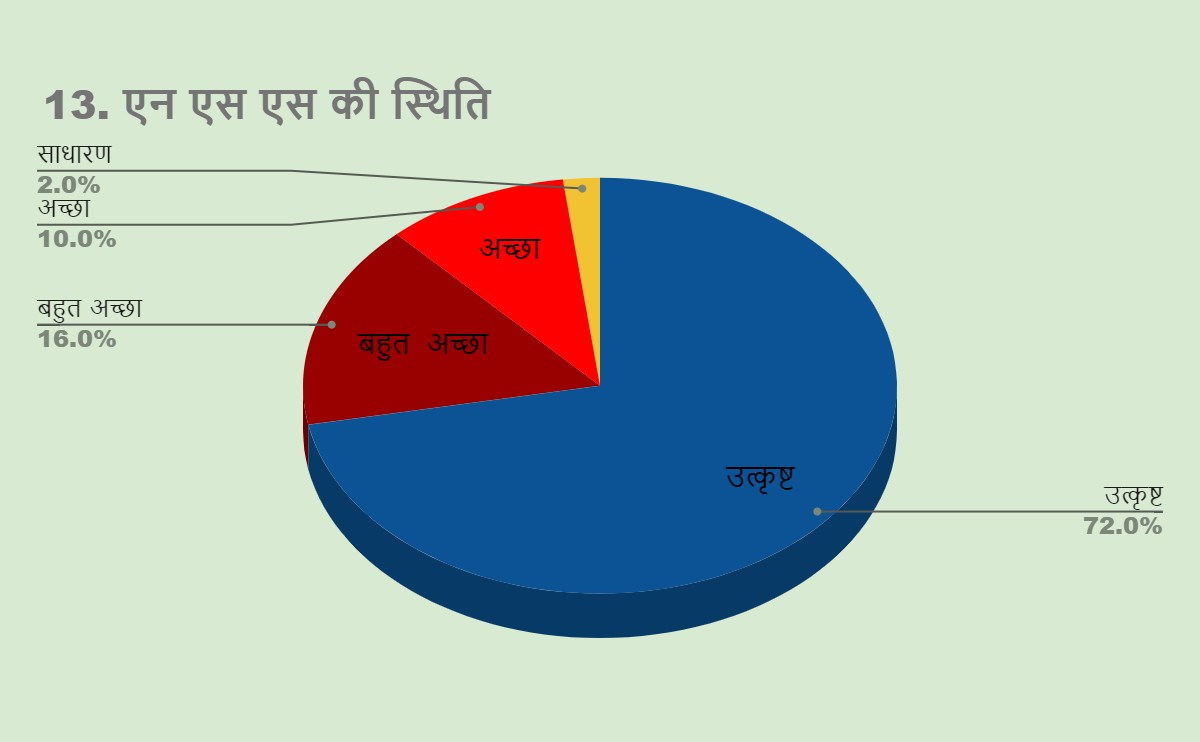 13. एन एस एस की स्थिति
साधारण
2.0%
अच्छा
10.0%
अच्छा
बहुत अच्छा
16.0%
बहुत अच्छा
उत्कृष्ट
उत्कृष्ट
72.0%